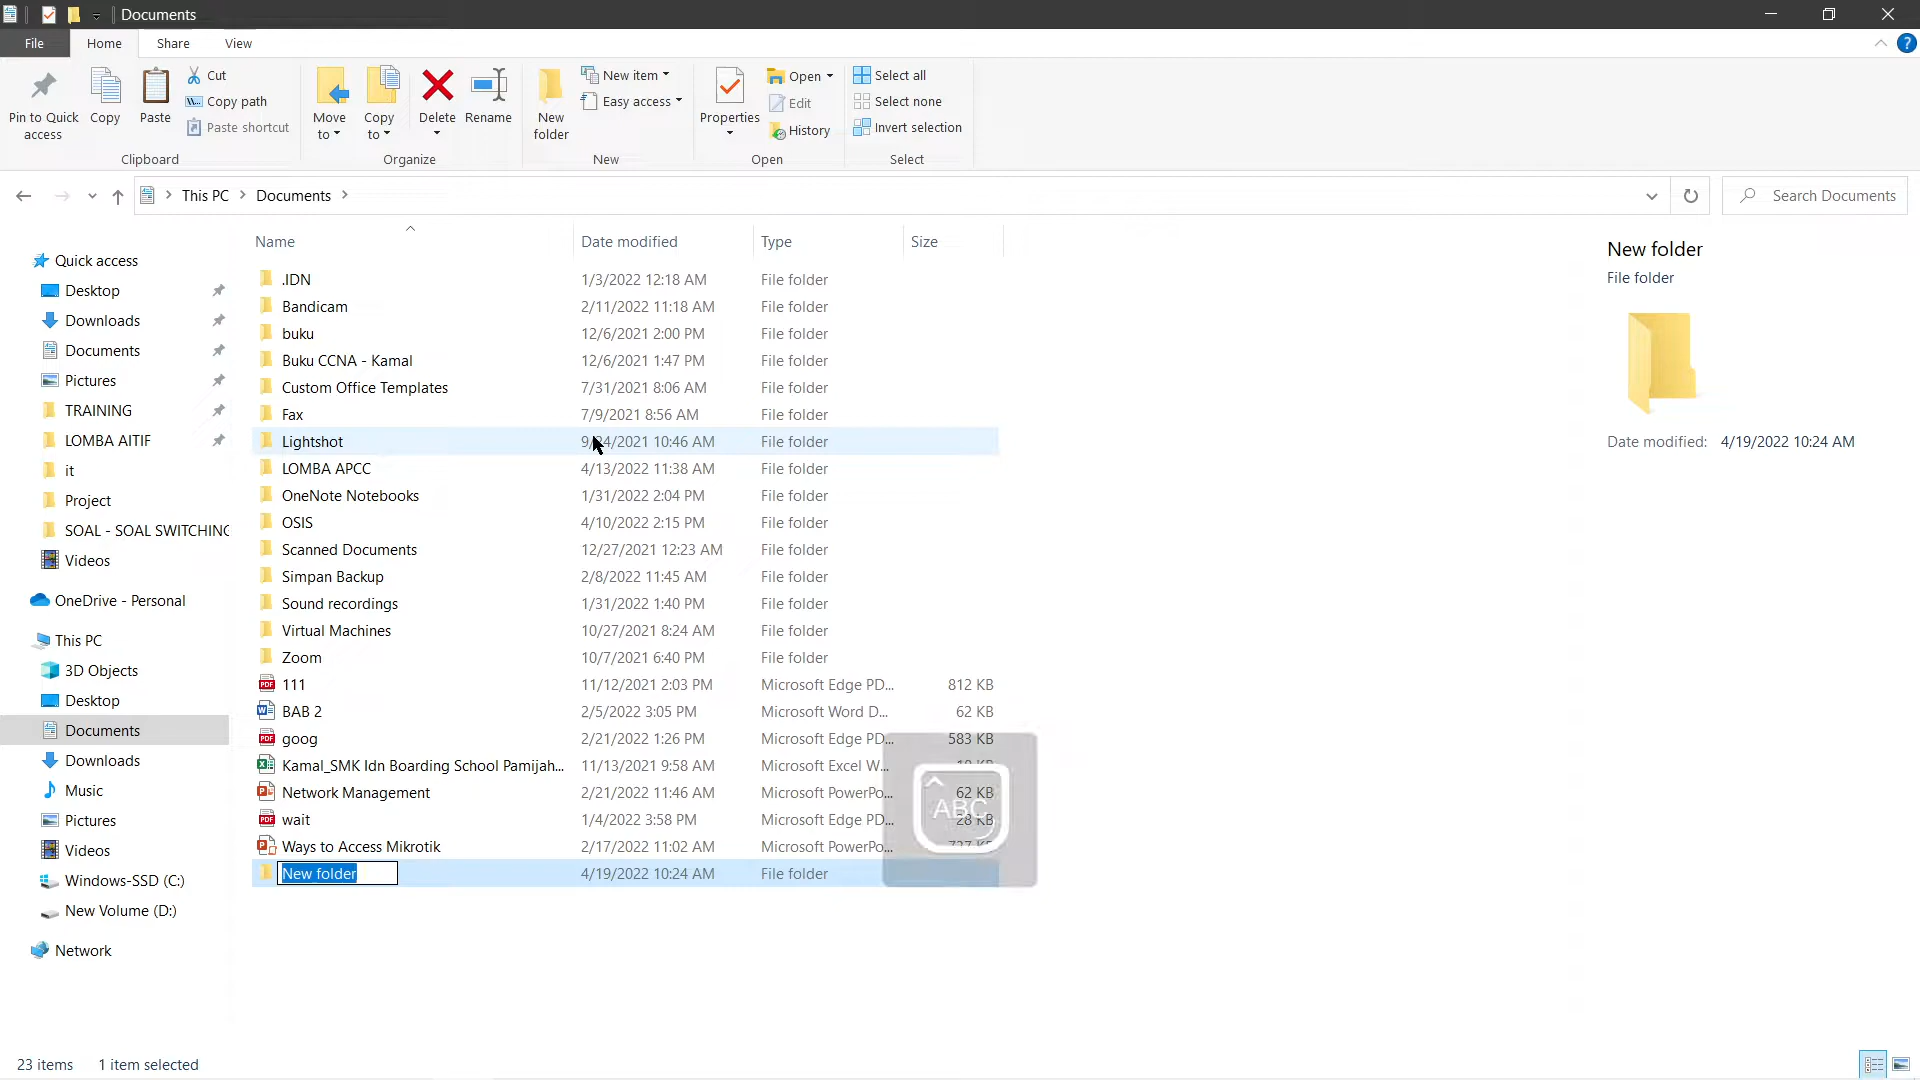 Documents
File
Home
Share
View
Pin to Quick
access
Copy
Paste
Cut
Copy path
Paste shortcut
Clipboard
Move
to
Copy
to
Delete
Rename
Organize
New
folder
New item
Easy access
New
Properties
Open
Edit
History
Open
Select all
Select none
Invert selection
Select
This PC
Documents
Search Documents
Name
Date modified
Type
Size
Quick access
Desktop
Downloads
Documents
Pictures
TRAINING
LOMBA AITIF
it
Project
SOAL - SOAL SWITCHING
Videos
OneDrive - Personal
This PC
3D Objects
Desktop
Documents
Downloads
Music
Pictures
Videos
Windows-SSD (C:)
New Volume (D:)
Network
.IDN 1/3/2022 12:18 AM File folder
Bandicam 2/11/2022 11:18 AM File folder
buku 12/6/2021 2:00 PM File folder
Buku CCNA - Kamal 12/6/2021 1:47 PM File folder
Custom Office Templates 7/31/2021 8:06 AM File folder
Fax 7/9/2021 8:56 AM File folder
Lightshot 9/24/2021 10:46 AM File folder
LOMBA APCC 4/13/2022 11:38 AM File folder
OneNote Notebooks 1/31/2022 2:04 PM File folder
OSIS 4/10/2022 2:15 PM File folder
Scanned Documents 12/27/2021 12:23 AM File folder
Simpan Backup 2/8/2022 11:45 AM File folder
Sound recordings 1/31/2022 1:40 PM File folder
Virtual Machines 10/27/2021 8:24 AM File folder
Zoom 10/7/2021 6:40 PM File folder
111 11/12/2021 2:03 PM Microsoft Edge PD... 812 KB
BAB 2 2/5/2022 3:05 PM Microsoft Word D... 62 KB
goog 2/21/2022 1:26 PM Microsoft Edge PD... 583 KB
Kamal_SMK Idn Boarding School Pamijah... 11/13/2021 9:58 AM Microsoft Excel W...
Network Management 2/21/2022 11:46 AM Microsoft PowerPo... 62 KB
wait 1/4/2022 3:58 PM Microsoft Edge PD... 28 KB
Ways to Access Mikrotik 2/17/2022 11:02 AM Microsoft PowerPo...
New folder 4/19/2022 10:24 AM File folder
ABC
New folder
File folder
Date modified: 4/19/2022 10:24 AM
23 items
1 item selected